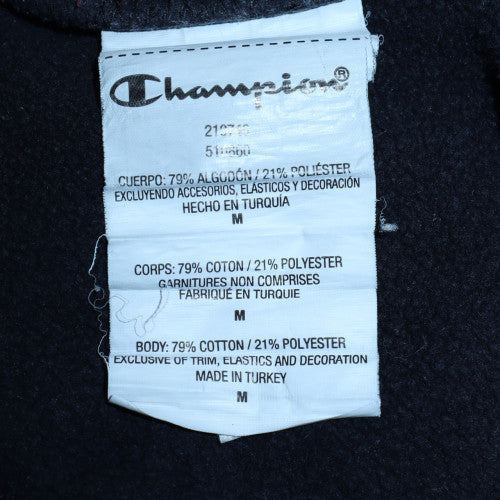 Champion®
210746
510660
CUERPO: 79% ALGODÓN / 21% POLIÉSTER
EXCLUYENDO ACCESORIOS, ELÁSTICOS Y DECORACIÓN
HECHO EN TURQUÍA
M
CORPS: 79% COTON / 21% POLYESTER
GARNITURES NON COMPRISES
FABRIQUÉ EN TURQUIE
M
BODY: 79% COTTON / 21% POLYESTER
EXCLUSIVE OF TRIM, ELASTICS AND DECORATION
MADE IN TURKEY
M